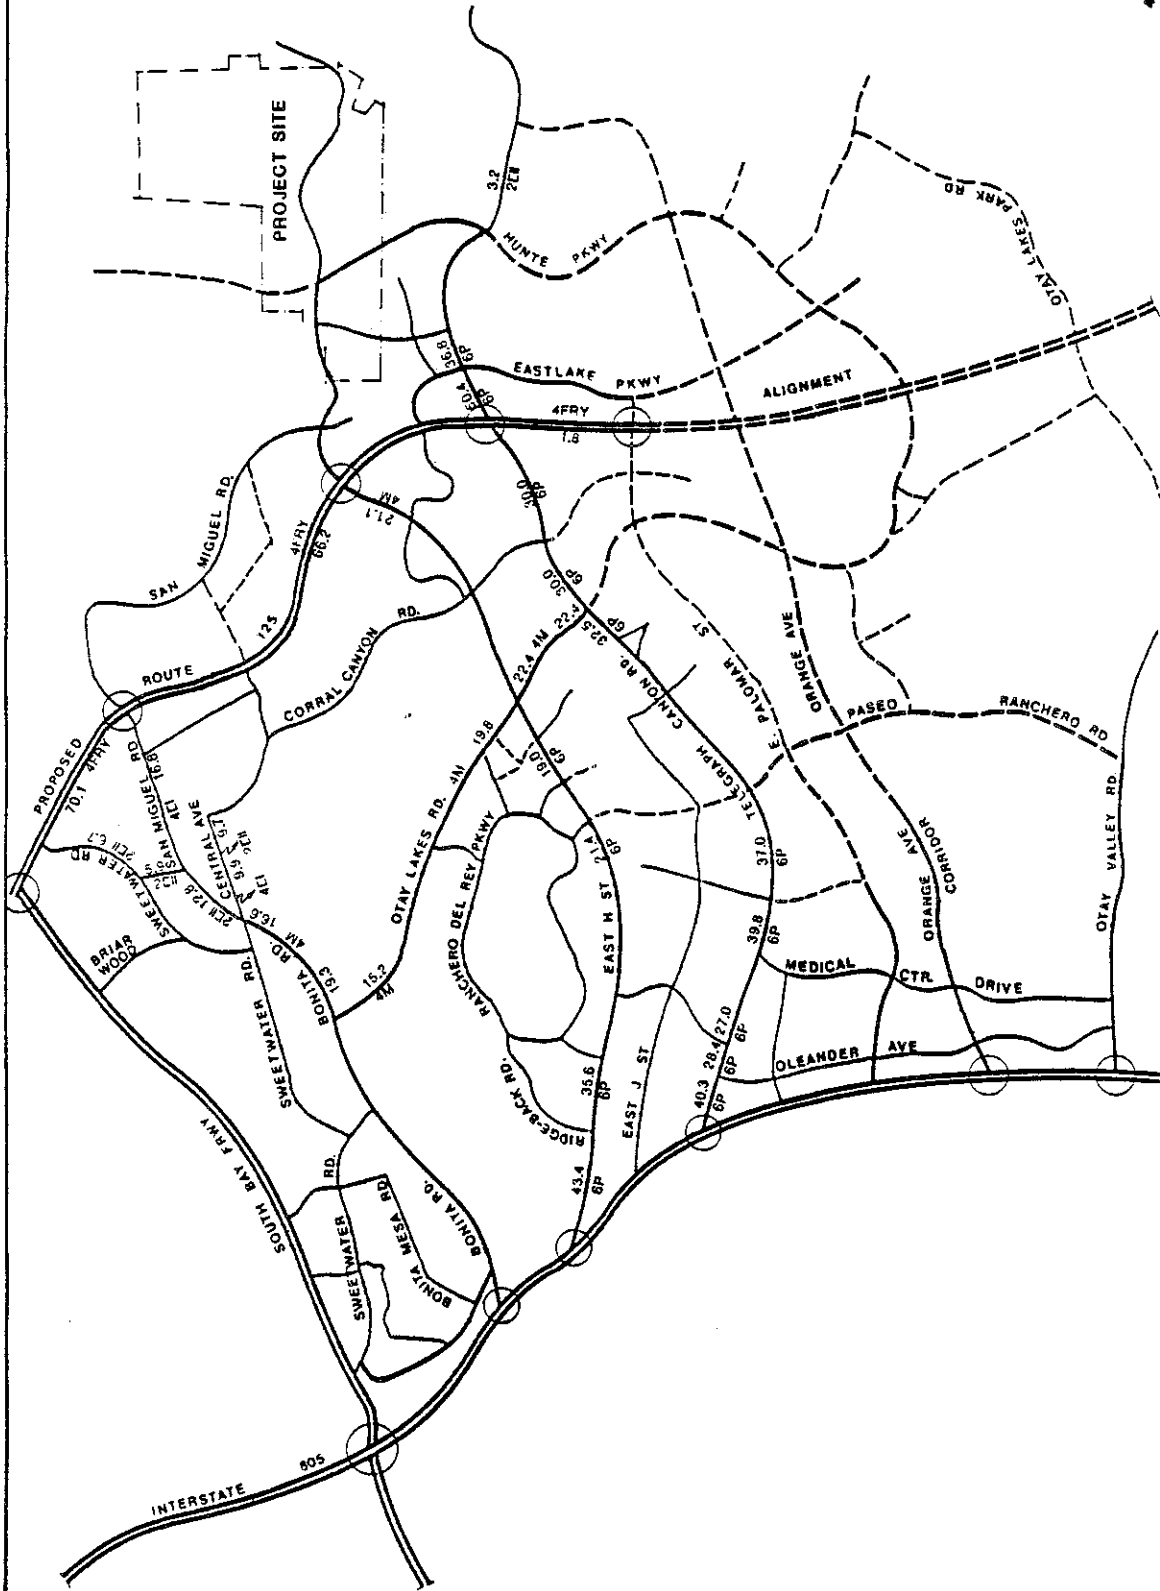 PROJECT SITE
3.2
HUNTE PKWY
OTAY LAKES PARK RD
36.8
6P
60.4
6P
EASTLAKE PKWY
4FRY
1.8
ALIGNMENT
SAN MIGUEL RD.
4FRY
66.2
21.1
4M
30.0
6P
30.0
6P
ROUTE 125
CORRAL CANYON RD.
22.4 4M
22.4
32.5
6P
PROPOSED
70.1 4FRY
SAN MIGUEL RD
16.8
SWEETWATER RD
CENTRAL AVE
9.7
9.9
12.8
16.6
4M
19.8
4M
OTAY LAKES RD.
19.0
6P
CANYON RD.
TELEGRAPH
E. PALOMAR ST
ORANGE AVE
PASEO RANCHERO RD
BRIAR WOOD
SWEETWATER RD.
BONITA RD.
19.3
15.2
4M
RANCHERO DEL REY PKWY
21.4
6P
EAST H ST
37.0
6P
39.8
6P
ORANGE AVE
CORRIDOR
OTAY VALLEY RD.
MEDICAL CTR. DRIVE
27.0
6P
28.4
6P
40.3
6P
OLEANDER AVE
EAST J ST
35.6
6P
RIDGE-BACK RD.
43.4
6P
SOUTH BAY FRWY
SWEETWATER RD.
BONITA MESA RD.
BONITA RD.
INTERSTATE 805